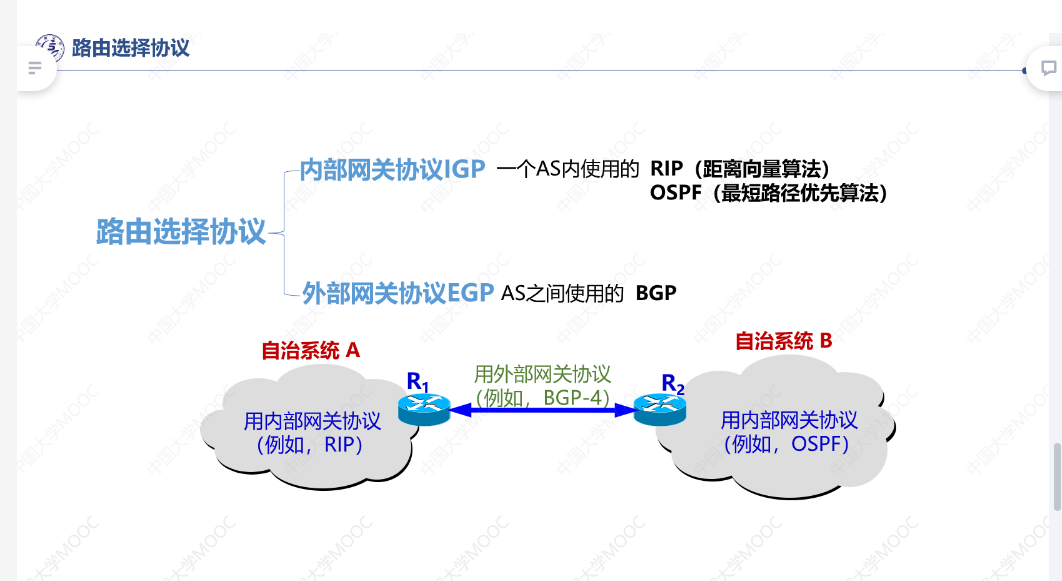 路由选择协议
内部网关协议IGP 一个AS内使用的 RIP（距离向量算法）
OSPF（最短路径优先算法）
路由选择协议
外部网关协议EGP AS之间使用的 BGP
自治系统 A
自治系统 B
R1
用外部网关协议
（例如，BGP-4）
R2
用内部网关协议
（例如，RIP）
用内部网关协议
（例如，OSPF）
中国大学MOOC